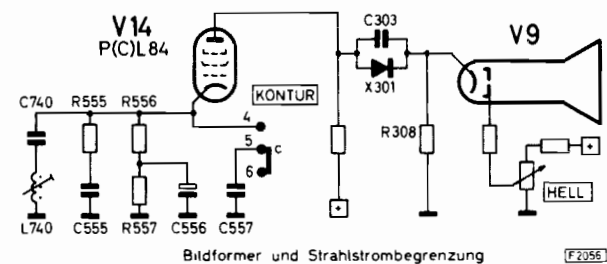 V14
P(C)L84
C303
X301
V9
KONTUR
C740 R555 R556
4
5 c
6
R308
HELL
+
+
L740 C555 R557 C556 C557
Bildformer und Strahlstrombegrenzung
F2056